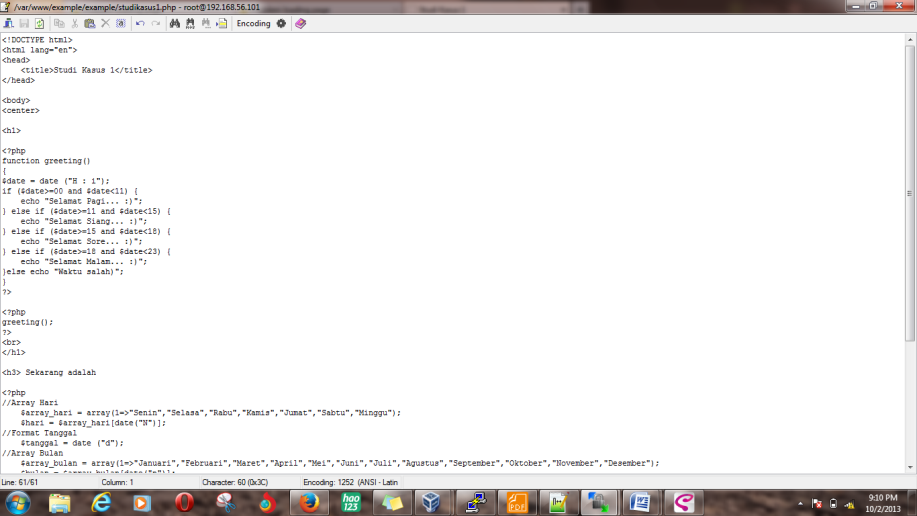 /var/www/example/example/studikasus1.php - root@192.168.56.101
Encoding
<!DOCTYPE html>
<html lang="en">
<head>
    <title>Studi Kasus 1</title>
</head>
<body>
<center>
<h1>
<?php
function greeting()
{
$date = date ("H : i");
if ($date>=00 and $date<11) {
    echo "Selamat Pagi... :)";
} else if ($date>=11 and $date<15) {
    echo "Selamat Siang... :)";
} else if ($date>=15 and $date<18) {
    echo "Selamat Sore... :)";
} else if ($date>=18 and $date<23) {
    echo "Selamat Malam... :)";
}else echo "Waktu salah)";
}
?>
<?php
greeting();
?>
<br>
</h1>
<h3> Sekarang adalah
<?php
//Array Hari
    $array_hari = array(1=>"Senin","Selasa","Rabu","Kamis","Jumat","Sabtu","Minggu");
    $hari = $array_hari[date("N")];
//Format Tanggal
    $tanggal = date ("d");
//Array Bulan
    $array_bulan = array(1=>"Januari","Februari","Maret","April","Mei","Juni","Juli","Agustus","September","Oktober","November","Desember");
Line: 61/61 Column: 1 Character: 60 (0x3C) Encoding: 1252 (ANSI - Latin
hao
123
PDF
9:10 PM
10/2/2013